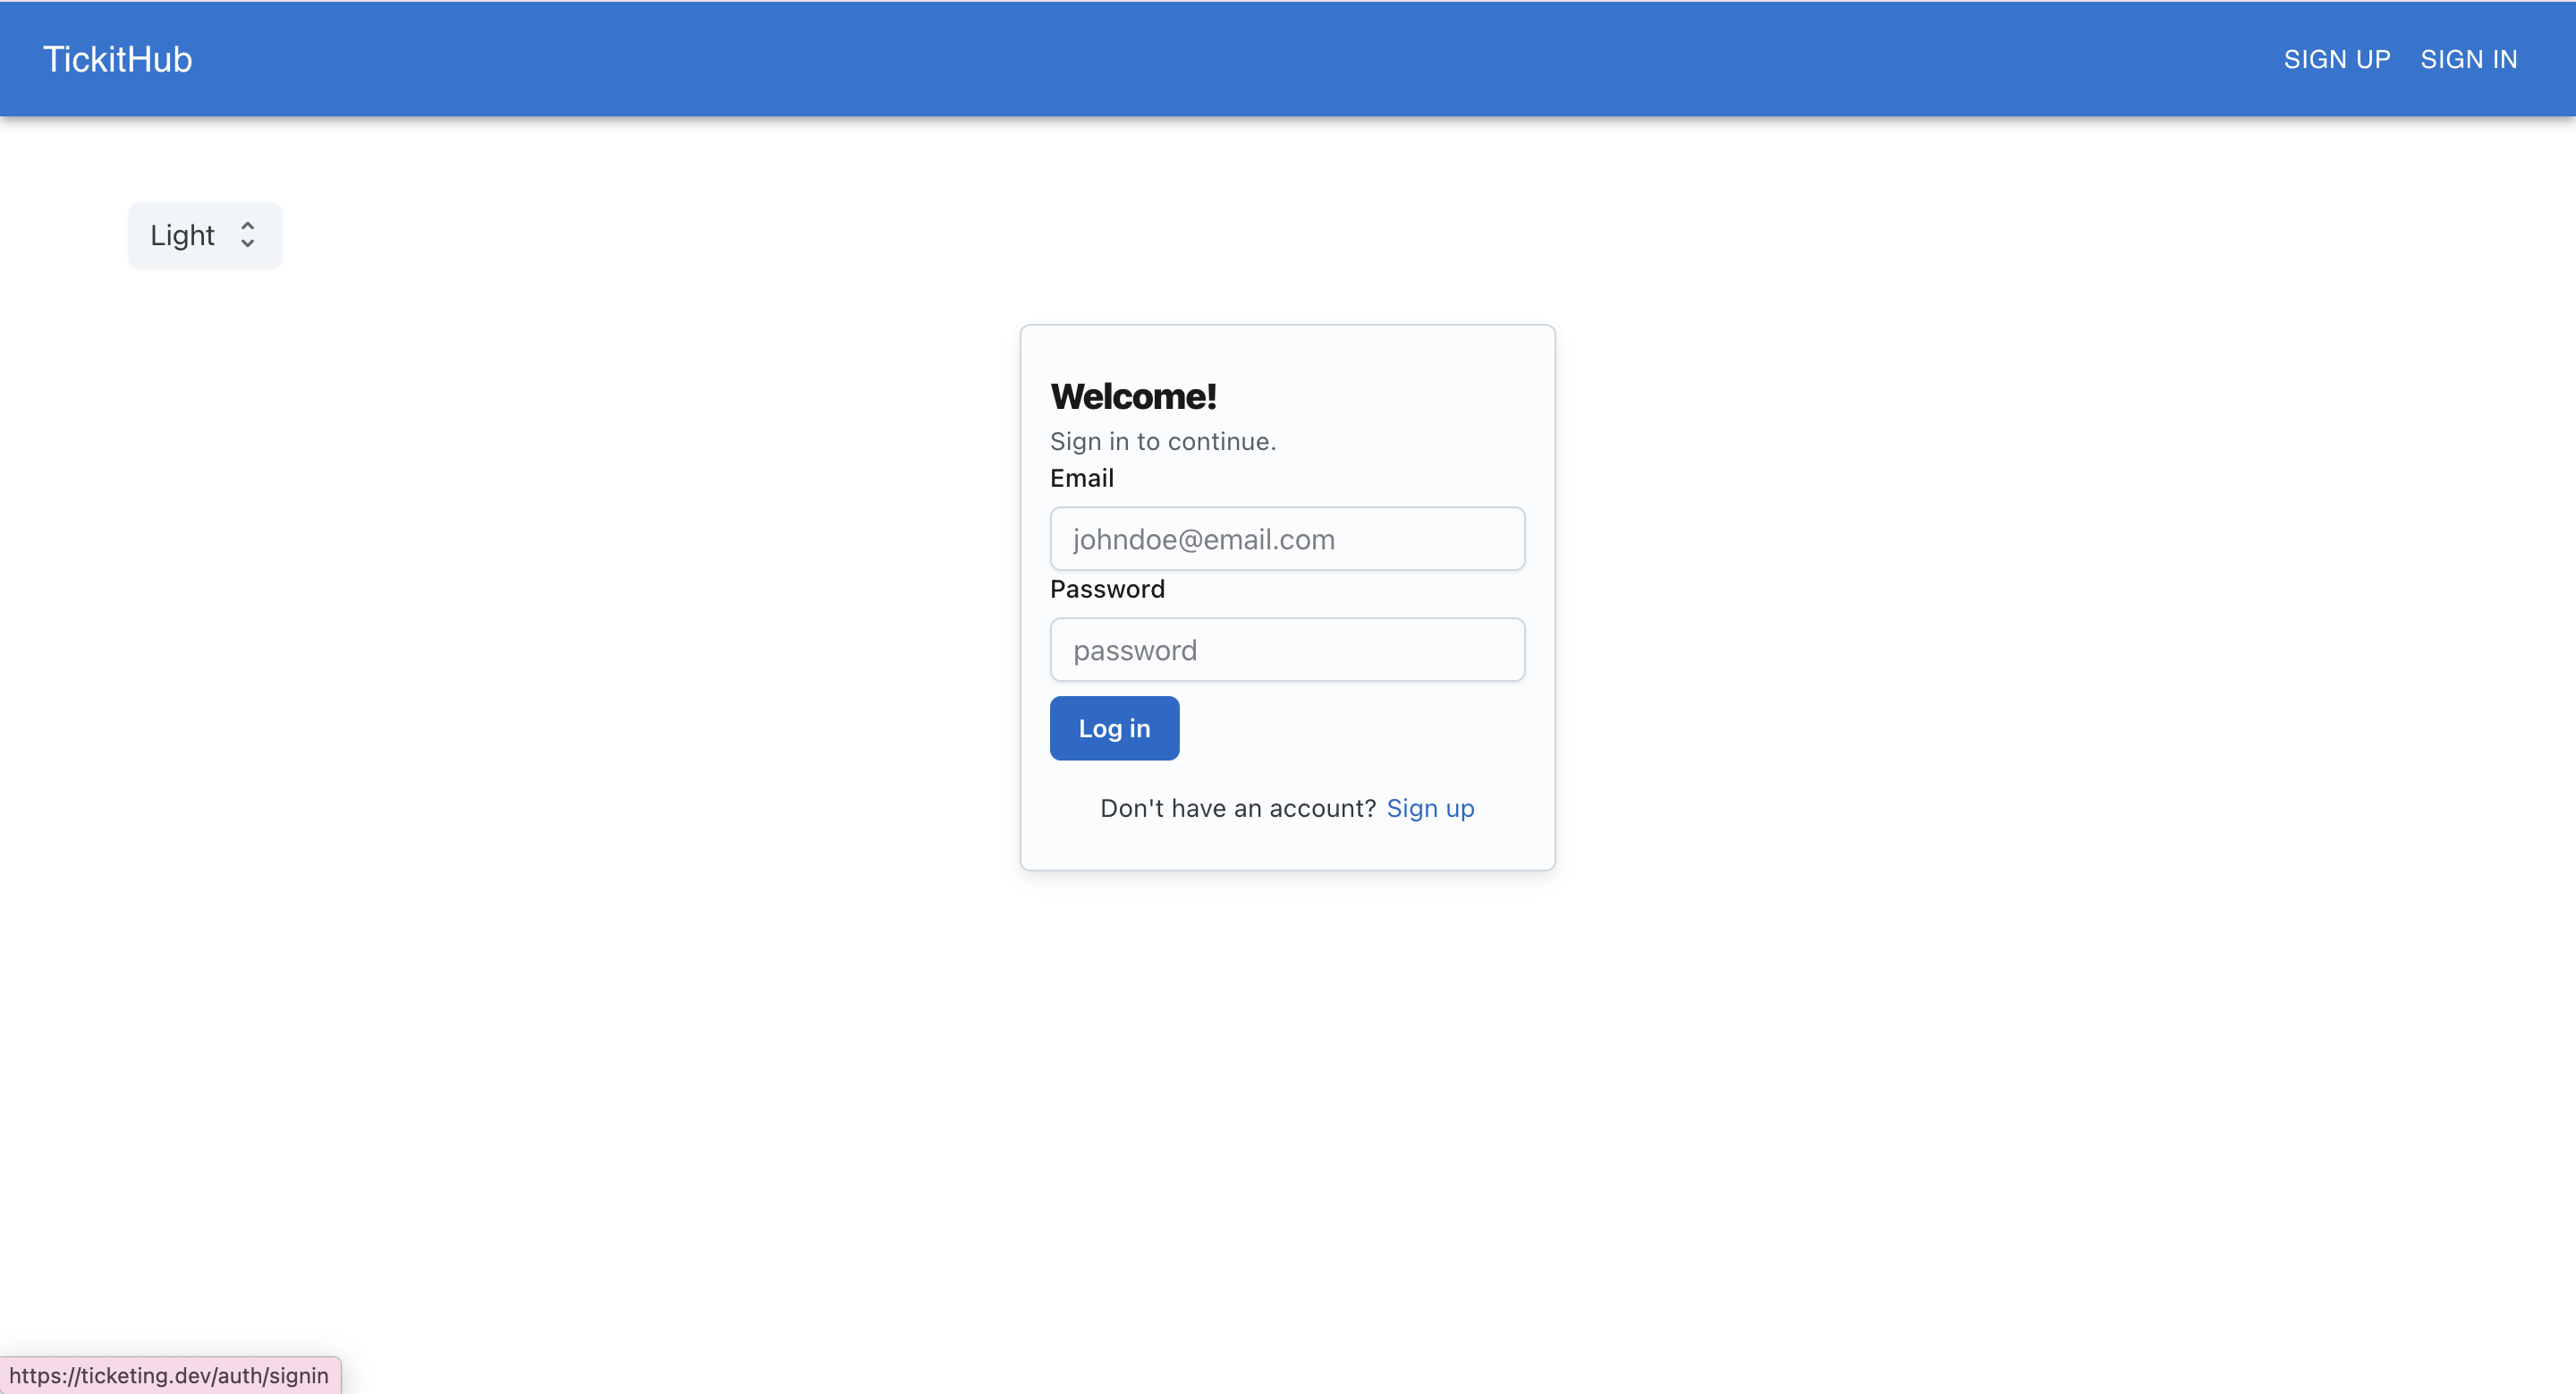 TickitHub
SIGN UP SIGN IN
Light
Welcome!
Sign in to continue.
Email
johndoe@email.com
Password
password
Log in
Don't have an account? Sign up
https://ticketing.dev/auth/signin